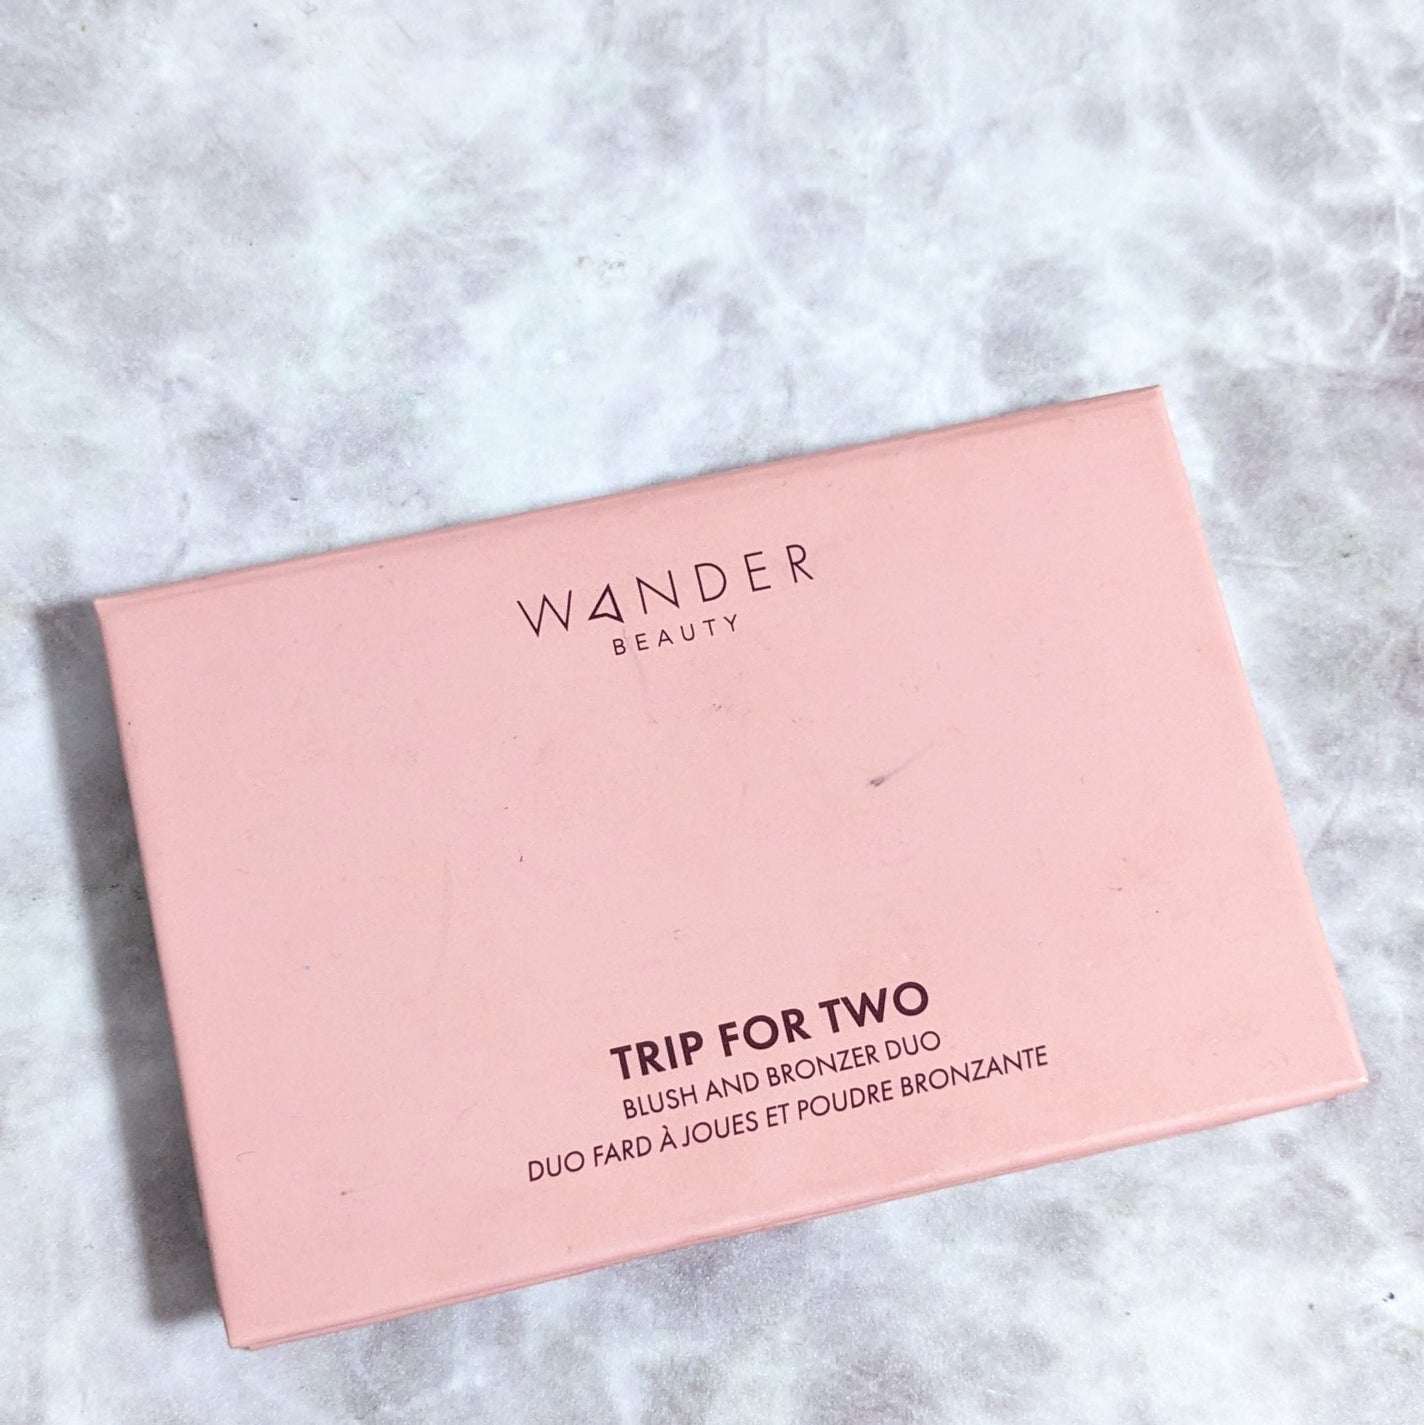 WANDER
BEAUTY
TRIP FOR TWO
BLUSH AND BRONZER DUO
DUO FARD À JOUES ET POUDRE BRONZANTE